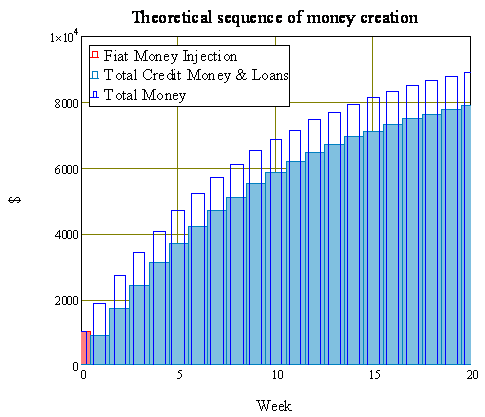 Theoretical sequence of money creation
1×10⁴
Fiat Money Injection
Total Credit Money & Loans
Total Money
8000
6000
$
4000
2000
0
0 5 10 15 20
Week